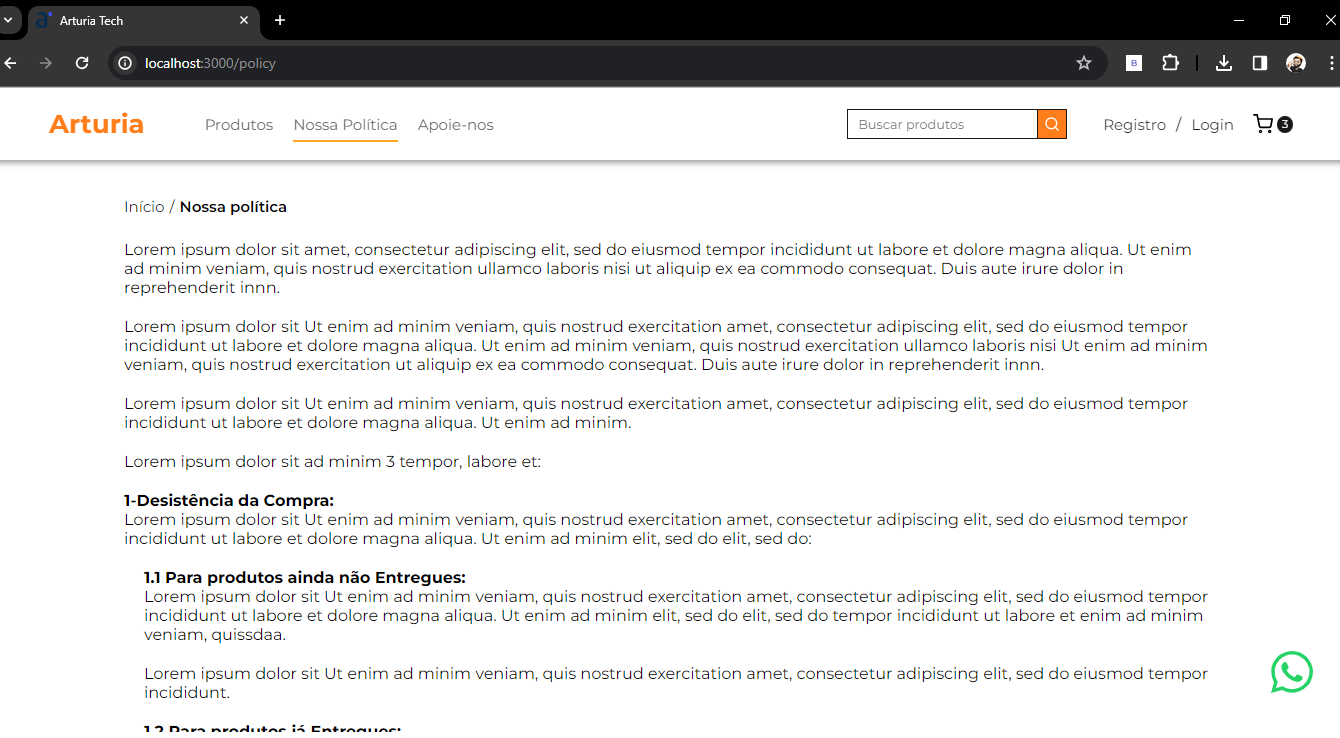 Arturia Tech
localhost:3000/policy
B
Arturia
Produtos Nossa Política Apoie-nos
Buscar produtos
Registro / Login
3
Início / Nossa política
Lorem ipsum dolor sit amet, consectetur adipiscing elit, sed do eiusmod tempor incididunt ut labore et dolore magna aliqua. Ut enim
ad minim veniam, quis nostrud exercitation ullamco laboris nisi ut aliquip ex ea commodo consequat. Duis aute irure dolor in
reprehenderit innn.
Lorem ipsum dolor sit Ut enim ad minim veniam, quis nostrud exercitation amet, consectetur adipiscing elit, sed do eiusmod tempor
incididunt ut labore et dolore magna aliqua. Ut enim ad minim veniam, quis nostrud exercitation ullamco laboris nisi Ut enim ad minim
veniam, quis nostrud exercitation ut aliquip ex ea commodo consequat. Duis aute irure dolor in reprehenderit innn.
Lorem ipsum dolor sit Ut enim ad minim veniam, quis nostrud exercitation amet, consectetur adipiscing elit, sed do eiusmod tempor
incididunt ut labore et dolore magna aliqua. Ut enim ad minim.
Lorem ipsum dolor sit ad minim 3 tempor, labore et:
1-Desistência da Compra:
Lorem ipsum dolor sit Ut enim ad minim veniam, quis nostrud exercitation amet, consectetur adipiscing elit, sed do eiusmod tempor
incididunt ut labore et dolore magna aliqua. Ut enim ad minim elit, sed do elit, sed do:
1.1 Para produtos ainda não Entregues:
Lorem ipsum dolor sit Ut enim ad minim veniam, quis nostrud exercitation amet, consectetur adipiscing elit, sed do eiusmod tempor
incididunt ut labore et dolore magna aliqua. Ut enim ad minim elit, sed do elit, sed do tempor incididunt ut labore et enim ad minim
veniam, quissdaa.
Lorem ipsum dolor sit Ut enim ad minim veniam, quis nostrud exercitation amet, consectetur adipiscing elit, sed do eiusmod tempor
incididunt.
1.2 Para produtos já Entregues: